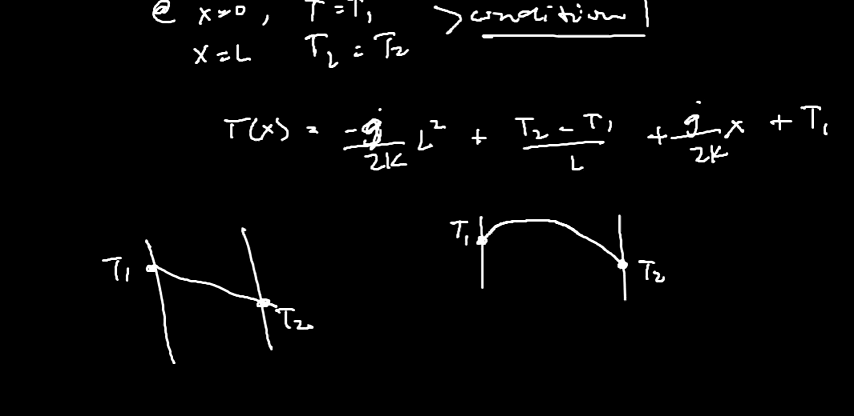 @ x=0, T=T₁ > condition
x=L T₂=T₂
T(x) = -ġ/2K L² + T₂-T₁/L + ġ/2K x + T₁
T₁ T₂
T₁ T₂